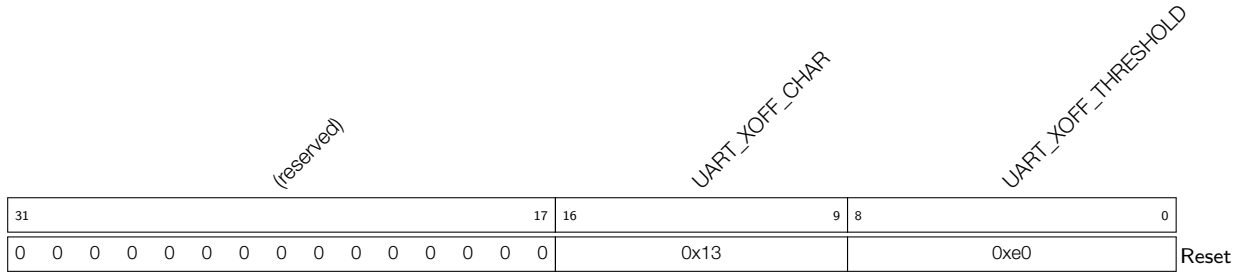 (reserved)
UART_XOFF_CHAR
UART_XOFF_THRESHOLD
31 17 16 9 8 0
0 0 0 0 0 0 0 0 0 0 0 0 0 0 0 0x13 0xe0 Reset